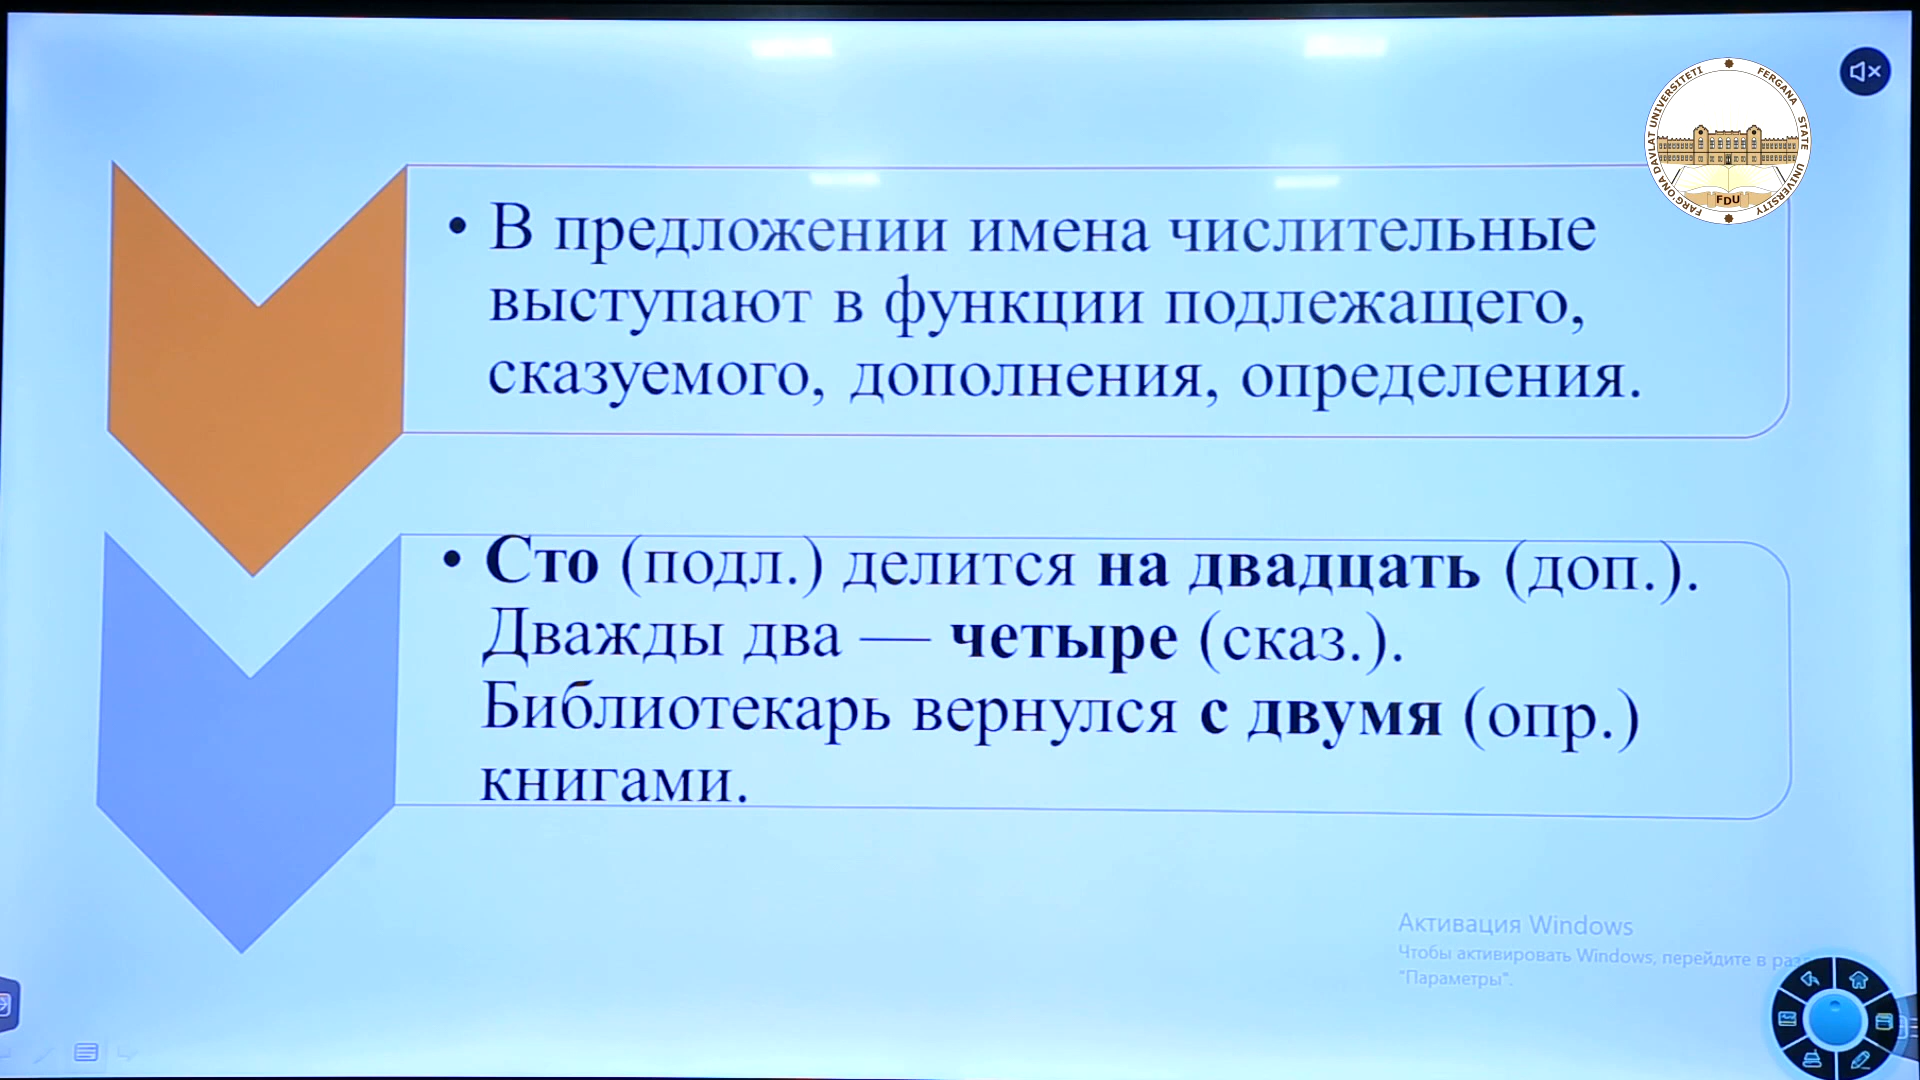 • В предложении имена числительные
выступают в функции подлежащего,
сказуемого, дополнения, определения.
• Сто (подл.) делится на двадцать (доп.).
Дважды два — четыре (сказ.).
Библиотекарь вернулся с двумя (опр.)
книгами.
FARG'ONA DAVLAT UNIVERSITETI
FERGANA STATE UNIVERSITY
FDU
Активация Windows
Чтобы активировать Windows, перейдите в
"Параметры".